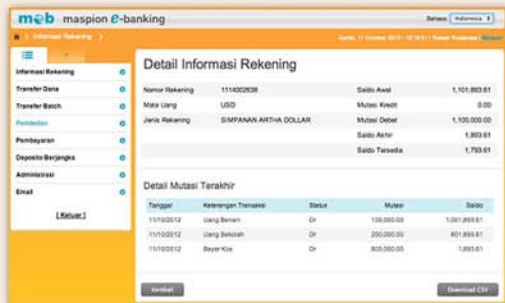 meb maspion e-banking
Bahasa: Indonesia
Informasi Rekening
Informasi Rekening
Transfer Dana
Transfer Batch
Pembelian
Pembayaran
Deposito Berjangka
Administrasi
Email
[ Keluar ]
Detail Informasi Rekening
Nomor Rekening 1114002638 Saldo Awal 1,101,893.61
Mata Uang USD Mutasi Kredit 0.00
Jenis Rekening SIMPANAN ARTHA DOLLAR Mutasi Debet 1,100,000.00
Saldo Akhir 1,893.61
Saldo Tersedia 1,793.61
Detail Mutasi Terakhir
Tanggal Keterangan Transaksi Status Mutasi Saldo
11/10/2012 Uang Bensin Dr 100,000.00 1,001,893.61
11/10/2012 Uang Sekolah Dr 200,000.00 801,893.61
11/10/2012 Bayar Kos Dr 800,000.00 1,893.61
Kembali
Download CSV